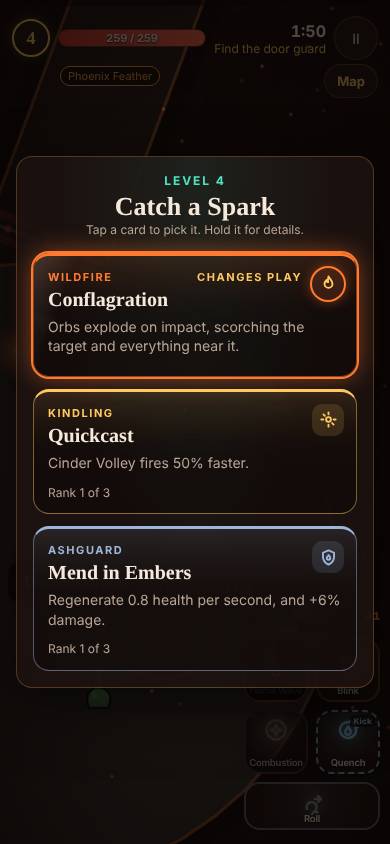 4
259 / 259
1:50
Find the door guard
Phoenix Feather
Map
LEVEL 4
Catch a Spark
Tap a card to pick it. Hold it for details.
WILDFIRE
CHANGES PLAY
Conflagration
Orbs explode on impact, scorching the
target and everything near it.
KINDLING
Quickcast
Cinder Volley fires 50% faster.
Rank 1 of 3
ASHGUARD
Mend in Embers
Regenerate 0.8 health per second, and +6%
damage.
Rank 1 of 3
1
Blink
Kick
Combustion
Quench
Roll